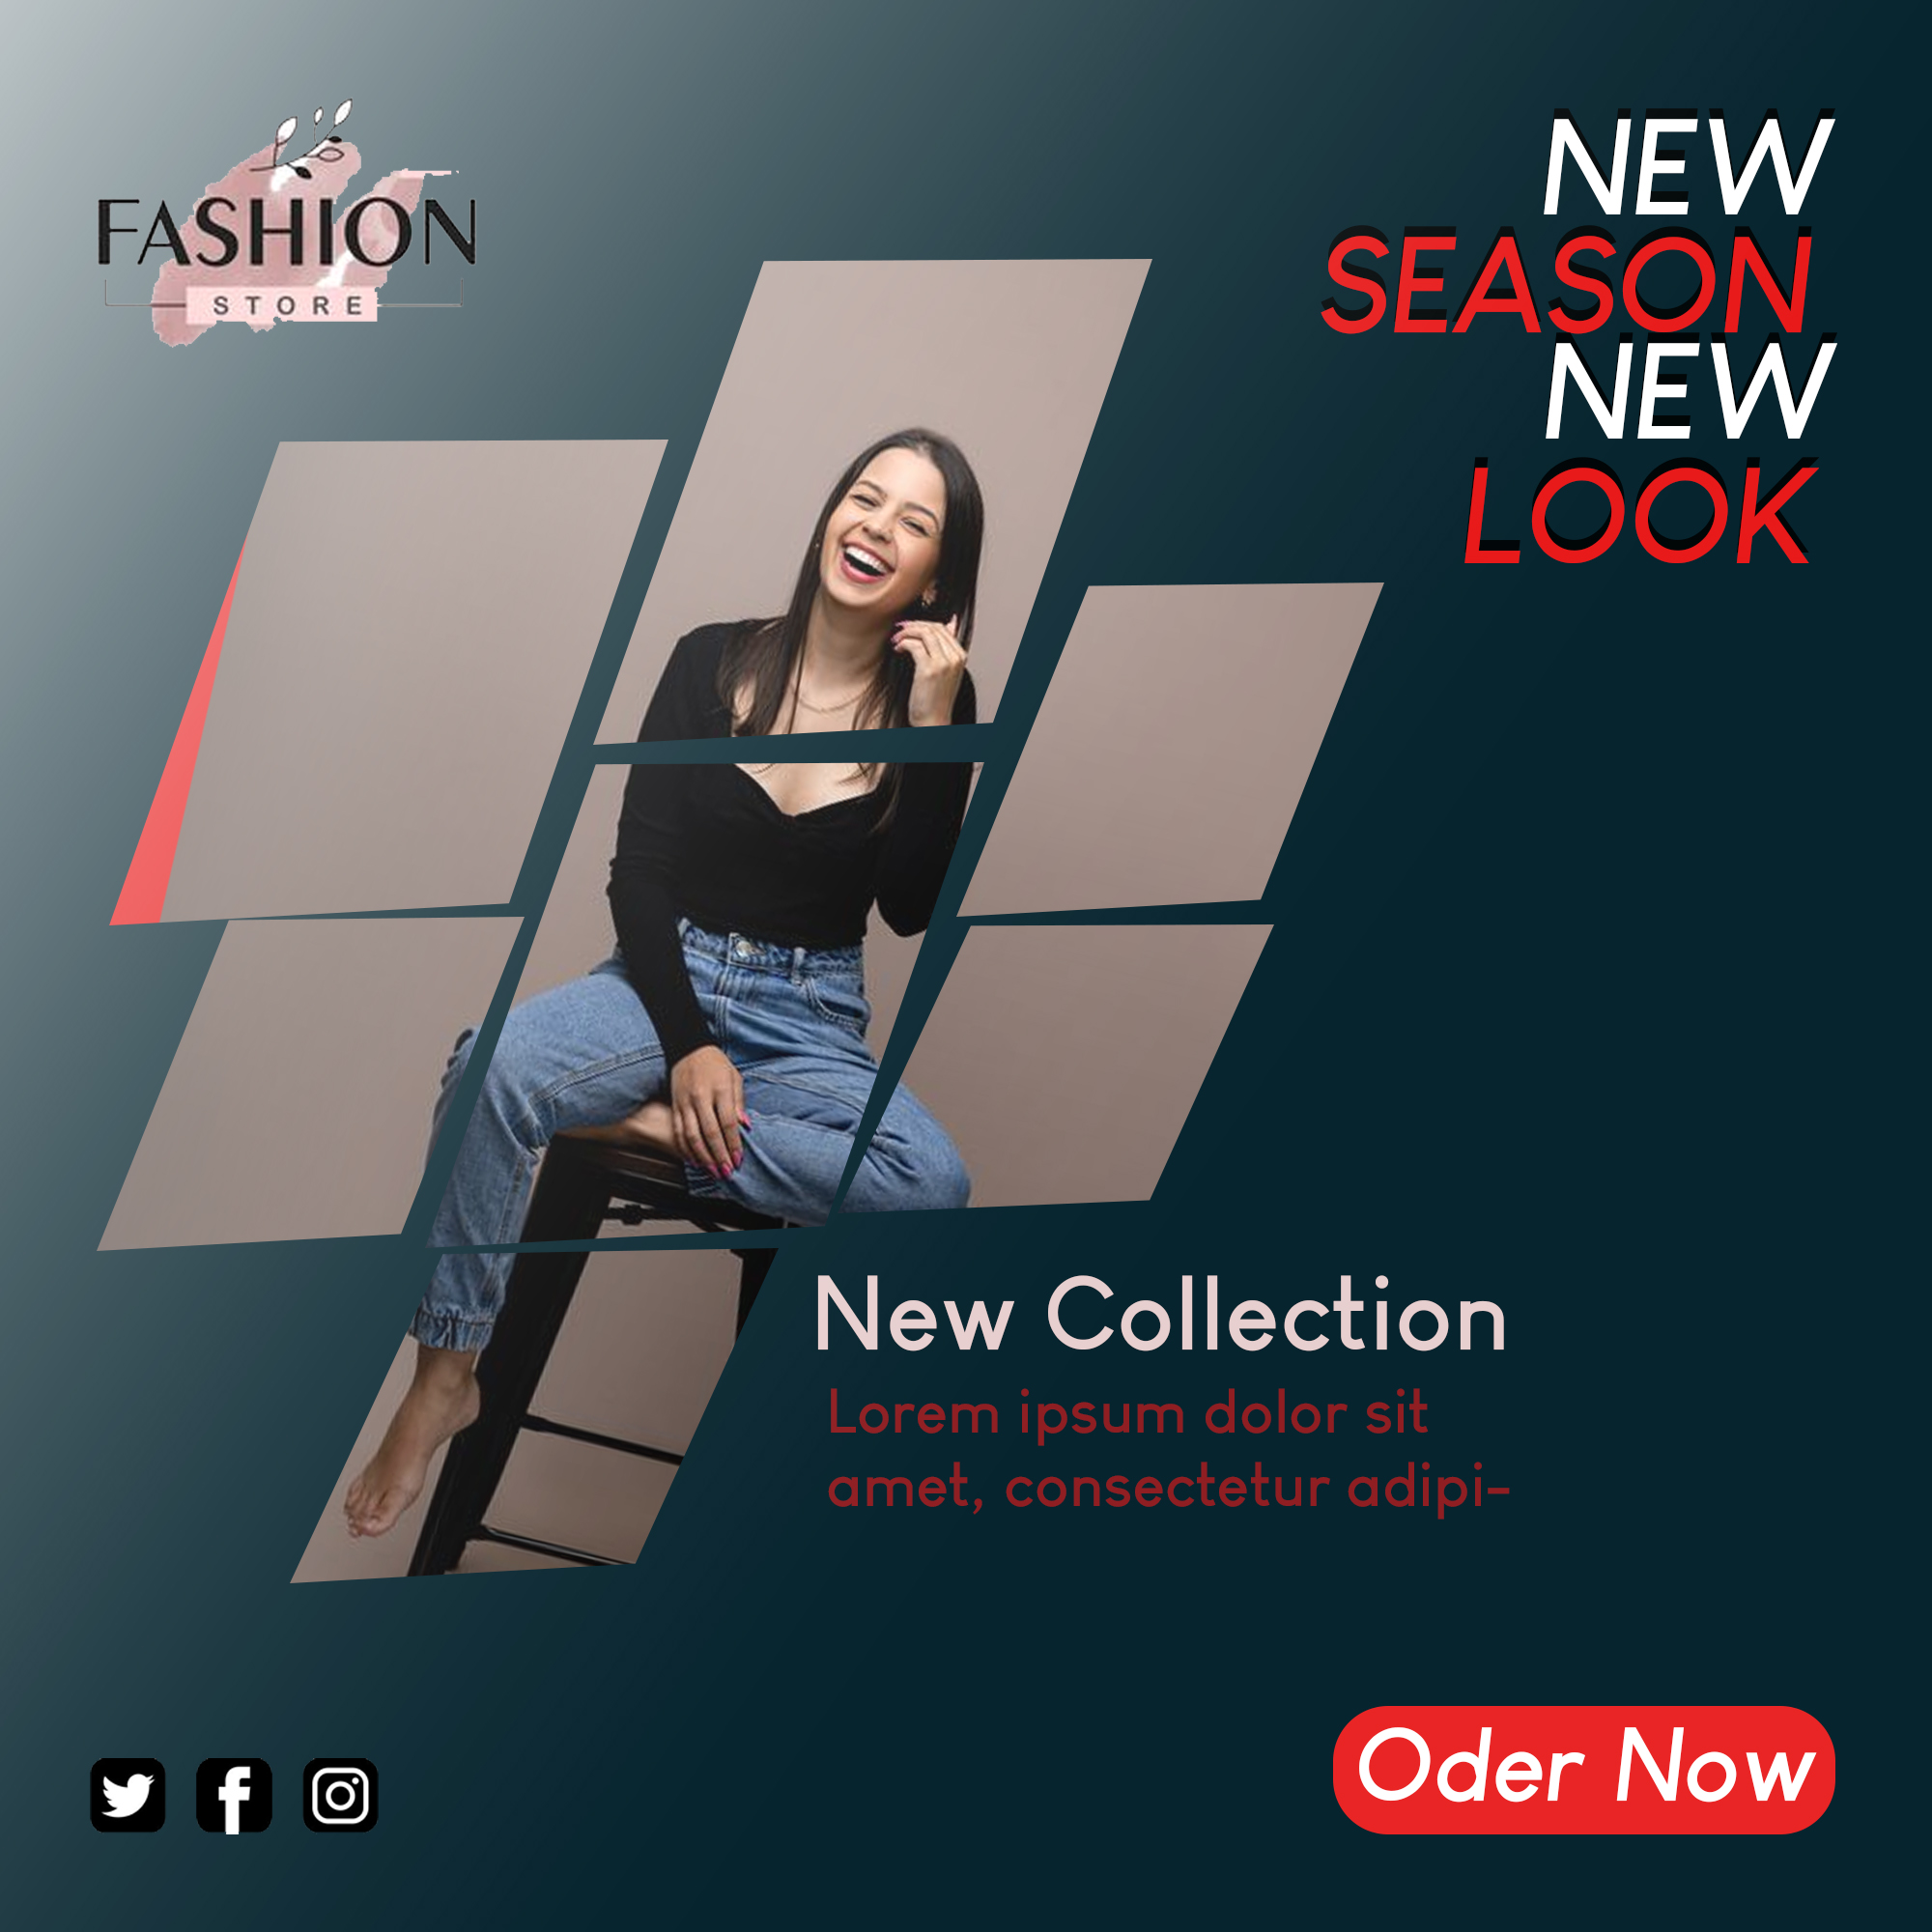 FASHION
STORE
NEW
SEASON
NEW
LOOK
New Collection
Lorem ipsum dolor sit
amet, consectetur adipi-
Oder Now